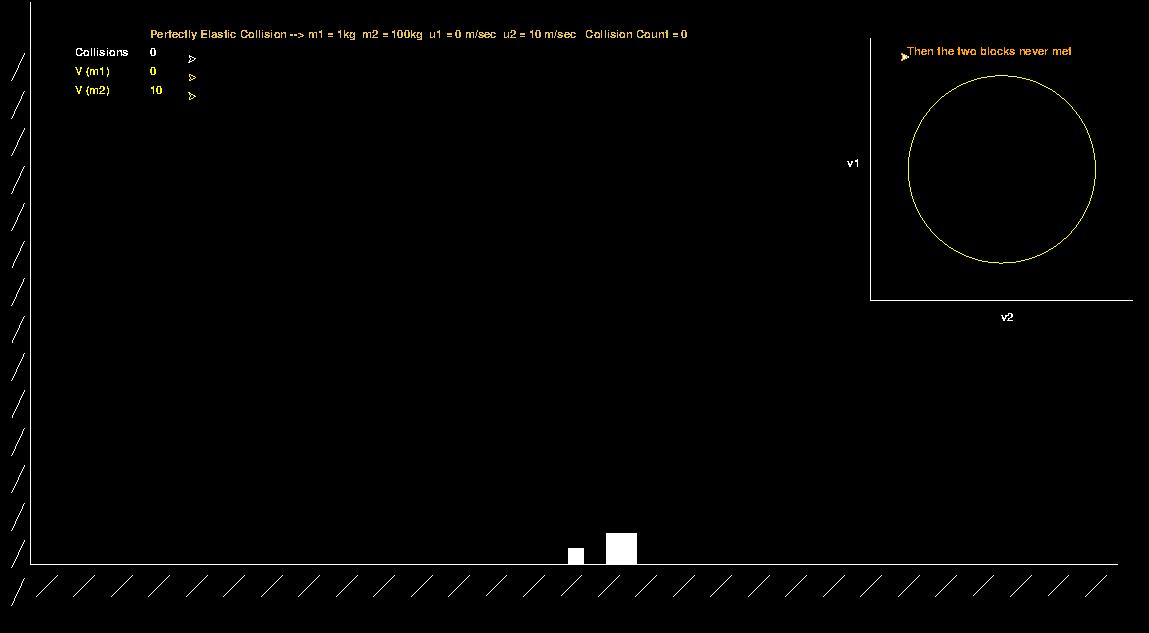 Perfectly Elastic Collision --> m1 = 1kg  m2 = 100kg  u1 = 0 m/sec  u2 = 10 m/sec   Collision Count = 0
Collisions 0
V (m1) 0
V (m2) 10
Then the two blocks never met
v1
v2